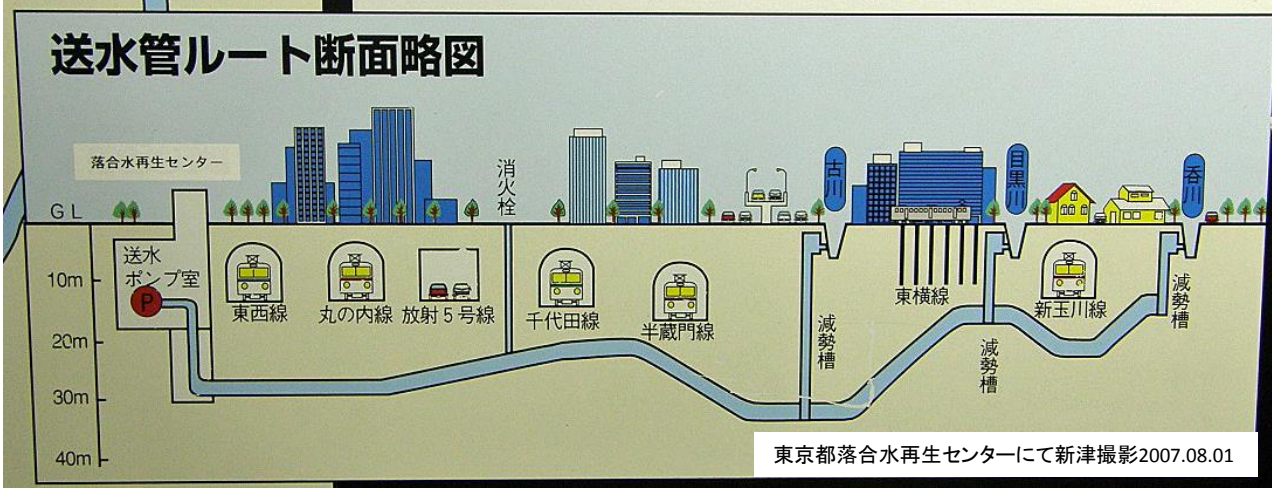 送水管ルート断面略図
落合水再生センター
消
火
栓
古
川
目
黒
川
呑
川
GL
送水
ポンプ室
P
10m
20m
30m
40m
東西線
丸の内線
放射5号線
千代田線
半蔵門線
減
勢
槽
東横線
減
勢
槽
新玉川線
減
勢
槽
東京都落合水再生センターにて新津撮影2007.08.01